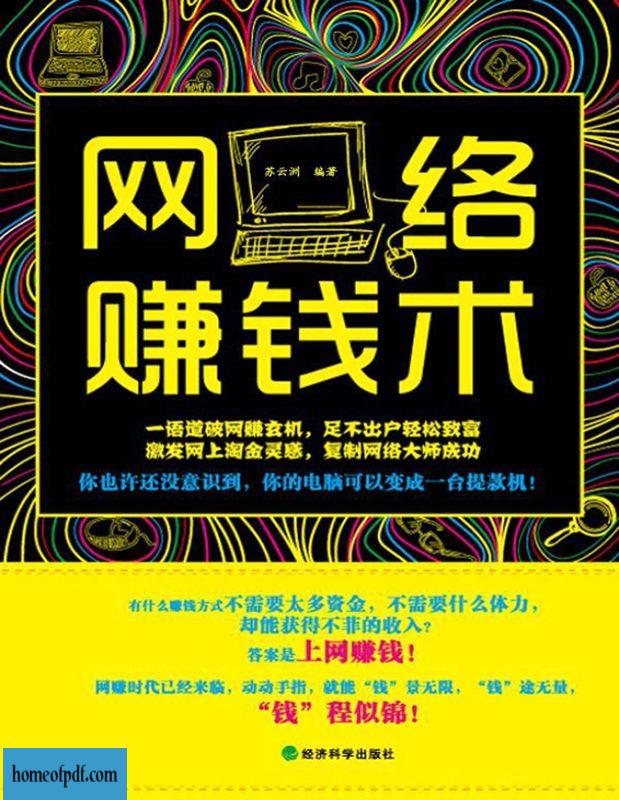 网络
苏云洲 编著
赚钱术
一语道破网赚玄机，足不出户轻松致富
激发网上淘金灵感，复制网络大师成功
你也许还没意识到，你的电脑可以变成一台提款机！
有什么赚钱方式不需要太多资金，不需要什么体力，
却能获得不菲的收入？
答案是上网赚钱！
网赚时代已经来临，动动手指，就能“钱”景无限，“钱”途无量，
“钱”程似锦！
经济科学出版社
homeofpdf.com